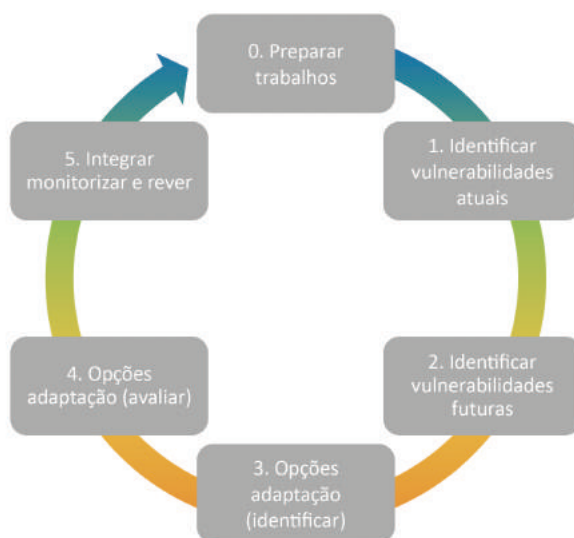 0. Preparar
trabalhos
1. Identificar
vulnerabilidades
atuais
2. Identificar
vulnerabilidades
futuras
3. Opções
adaptação
(identificar)
4. Opções
adaptação (avaliar)
5. Integrar
monitorizar e rever